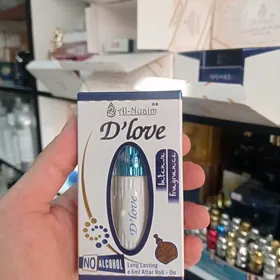 Al-Nuaim
D'love
Intense
Fragrance
D'love
NO ALCOHOL
Long Lasting
6ml Attar Roll - On